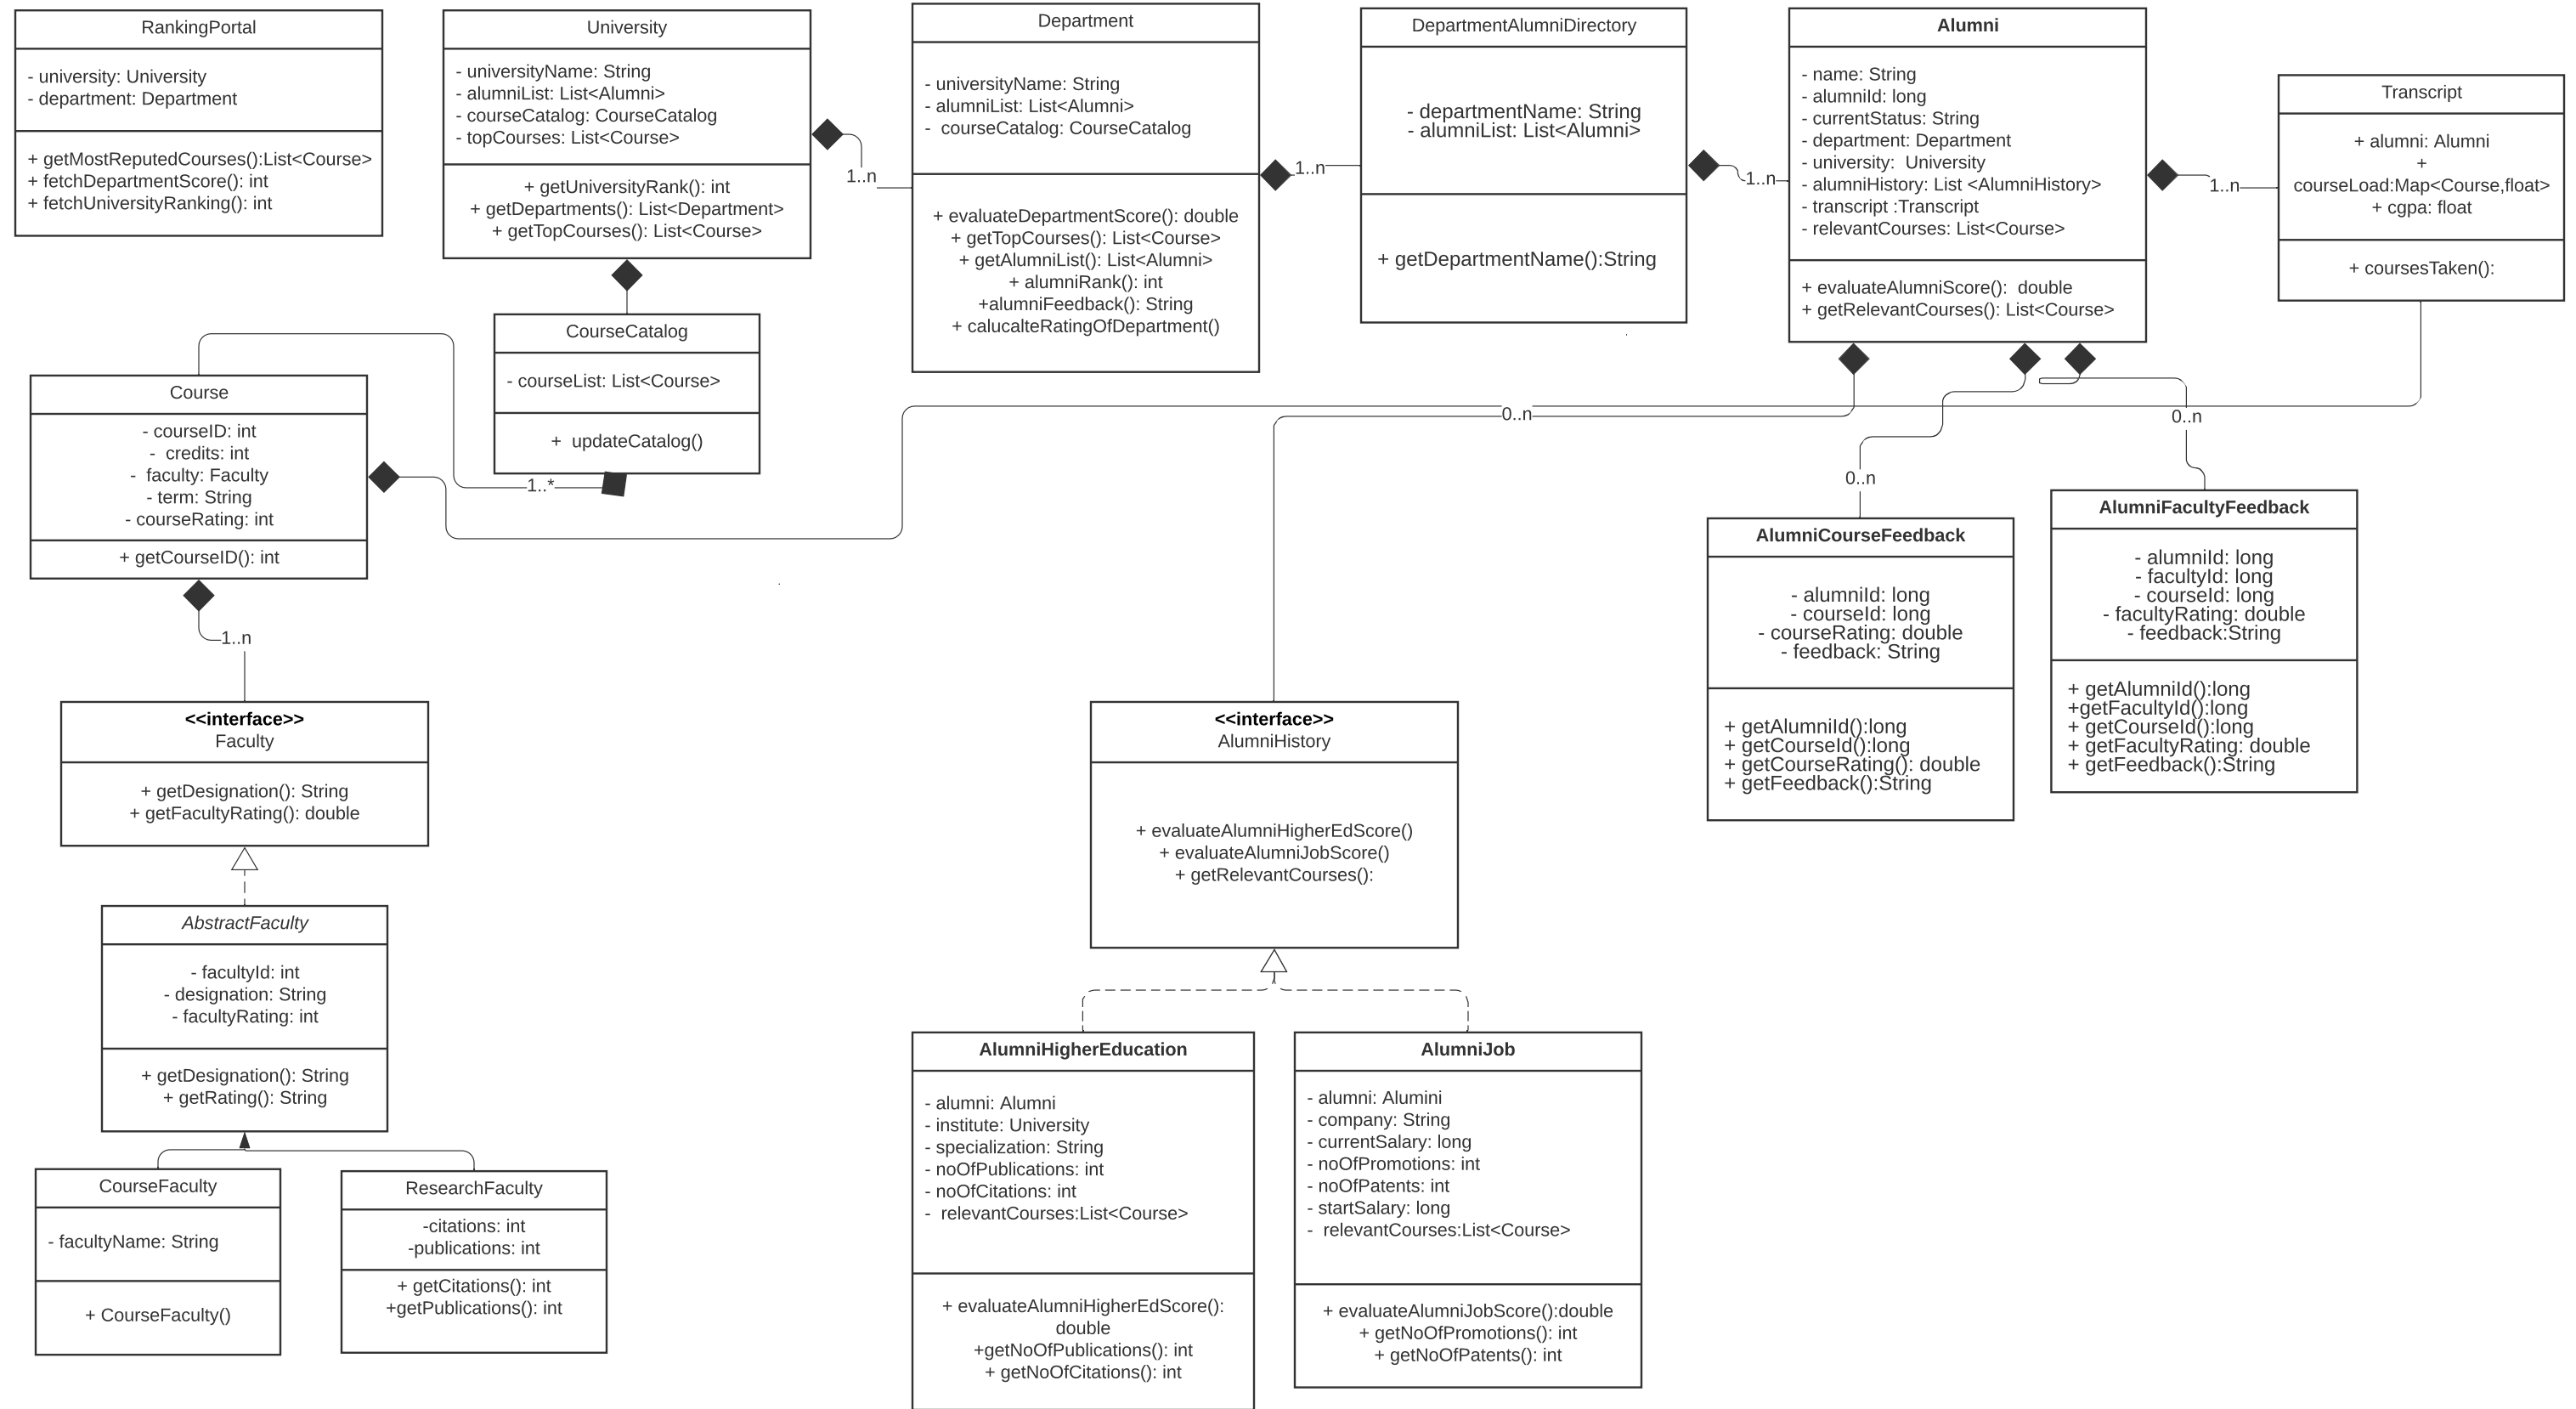 RankingPortal
- university: University
- department: Department
+ getMostReputedCourses():List<Course>
+ fetchDepartmentScore(): int
+ fetchUniversityRanking(): int
University
- universityName: String
- alumniList: List<Alumni>
- courseCatalog: CourseCatalog
- topCourses: List<Course>
+ getUniversityRank(): int
+ getDepartments(): List<Department>
+ getTopCourses(): List<Course>
1..n
Department
- universityName: String
- alumniList: List<Alumni>
-  courseCatalog: CourseCatalog
+ evaluateDepartmentScore(): double
+ getTopCourses(): List<Course>
+ getAlumniList(): List<Alumni>
+ alumniRank(): int
+alumniFeedback(): String
+ calucalteRatingOfDepartment()
1..n
DepartmentAlumniDirectory
- departmentName: String
- alumniList: List<Alumni>
+ getDepartmentName():String
1..n
Alumni
- name: String
- alumniId: long
- currentStatus: String
- department: Department
- university:  University
- alumniHistory: List <AlumniHistory>
- transcript :Transcript
- relevantCourses: List<Course>
+ evaluateAlumniScore():  double
+ getRelevantCourses(): List<Course>
1..n
Transcript
+ alumni: Alumni
+
courseLoad:Map<Course,float>
+ cgpa: float
+ coursesTaken():
CourseCatalog
- courseList: List<Course>
+  updateCatalog()
1..*
Course
- courseID: int
-  credits: int
-  faculty: Faculty
- term: String
- courseRating: int
+ getCourseID(): int
1..n
0..n
0..n
0..n
AlumniCourseFeedback
- alumniId: long
- courseId: long
- courseRating: double
- feedback: String
+ getAlumniId():long
+ getCourseId():long
+ getCourseRating(): double
+ getFeedback():String
AlumniFacultyFeedback
- alumniId: long
- facultyId: long
- courseId: long
- facultyRating: double
- feedback:String
+ getAlumniId():long
+getFacultyId():long
+ getCourseId():long
+ getFacultyRating: double
+ getFeedback():String
<<interface>>
Faculty
+ getDesignation(): String
+ getFacultyRating(): double
<<interface>>
AlumniHistory
+ evaluateAlumniHigherEdScore()
+ evaluateAlumniJobScore()
+ getRelevantCourses():
AbstractFaculty
- facultyId: int
- designation: String
- facultyRating: int
+ getDesignation(): String
+ getRating(): String
CourseFaculty
- facultyName: String
+ CourseFaculty()
ResearchFaculty
-citations: int
-publications: int
+ getCitations(): int
+getPublications(): int
AlumniHigherEducation
- alumni: Alumni
- institute: University
- specialization: String
- noOfPublications: int
- noOfCitations: int
-  relevantCourses:List<Course>
+ evaluateAlumniHigherEdScore():
double
+getNoOfPublications(): int
+ getNoOfCitations(): int
AlumniJob
- alumni: Alumini
- company: String
- currentSalary: long
- noOfPromotions: int
- noOfPatents: int
- startSalary: long
-  relevantCourses:List<Course>
+ evaluateAlumniJobScore():double
+ getNoOfPromotions(): int
+ getNoOfPatents(): int